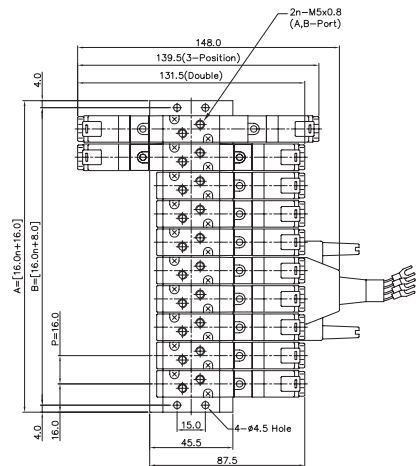 2n-M5x0.8
(A,B-Port)
148.0
139.5(3-Position)
131.5(Double)
4.0
A=[16.0n+16.0]
B=[16.0n+8.0]
P=16.0
16.0
4.0
15.0
4-ø4.5 Hole
45.5
87.5